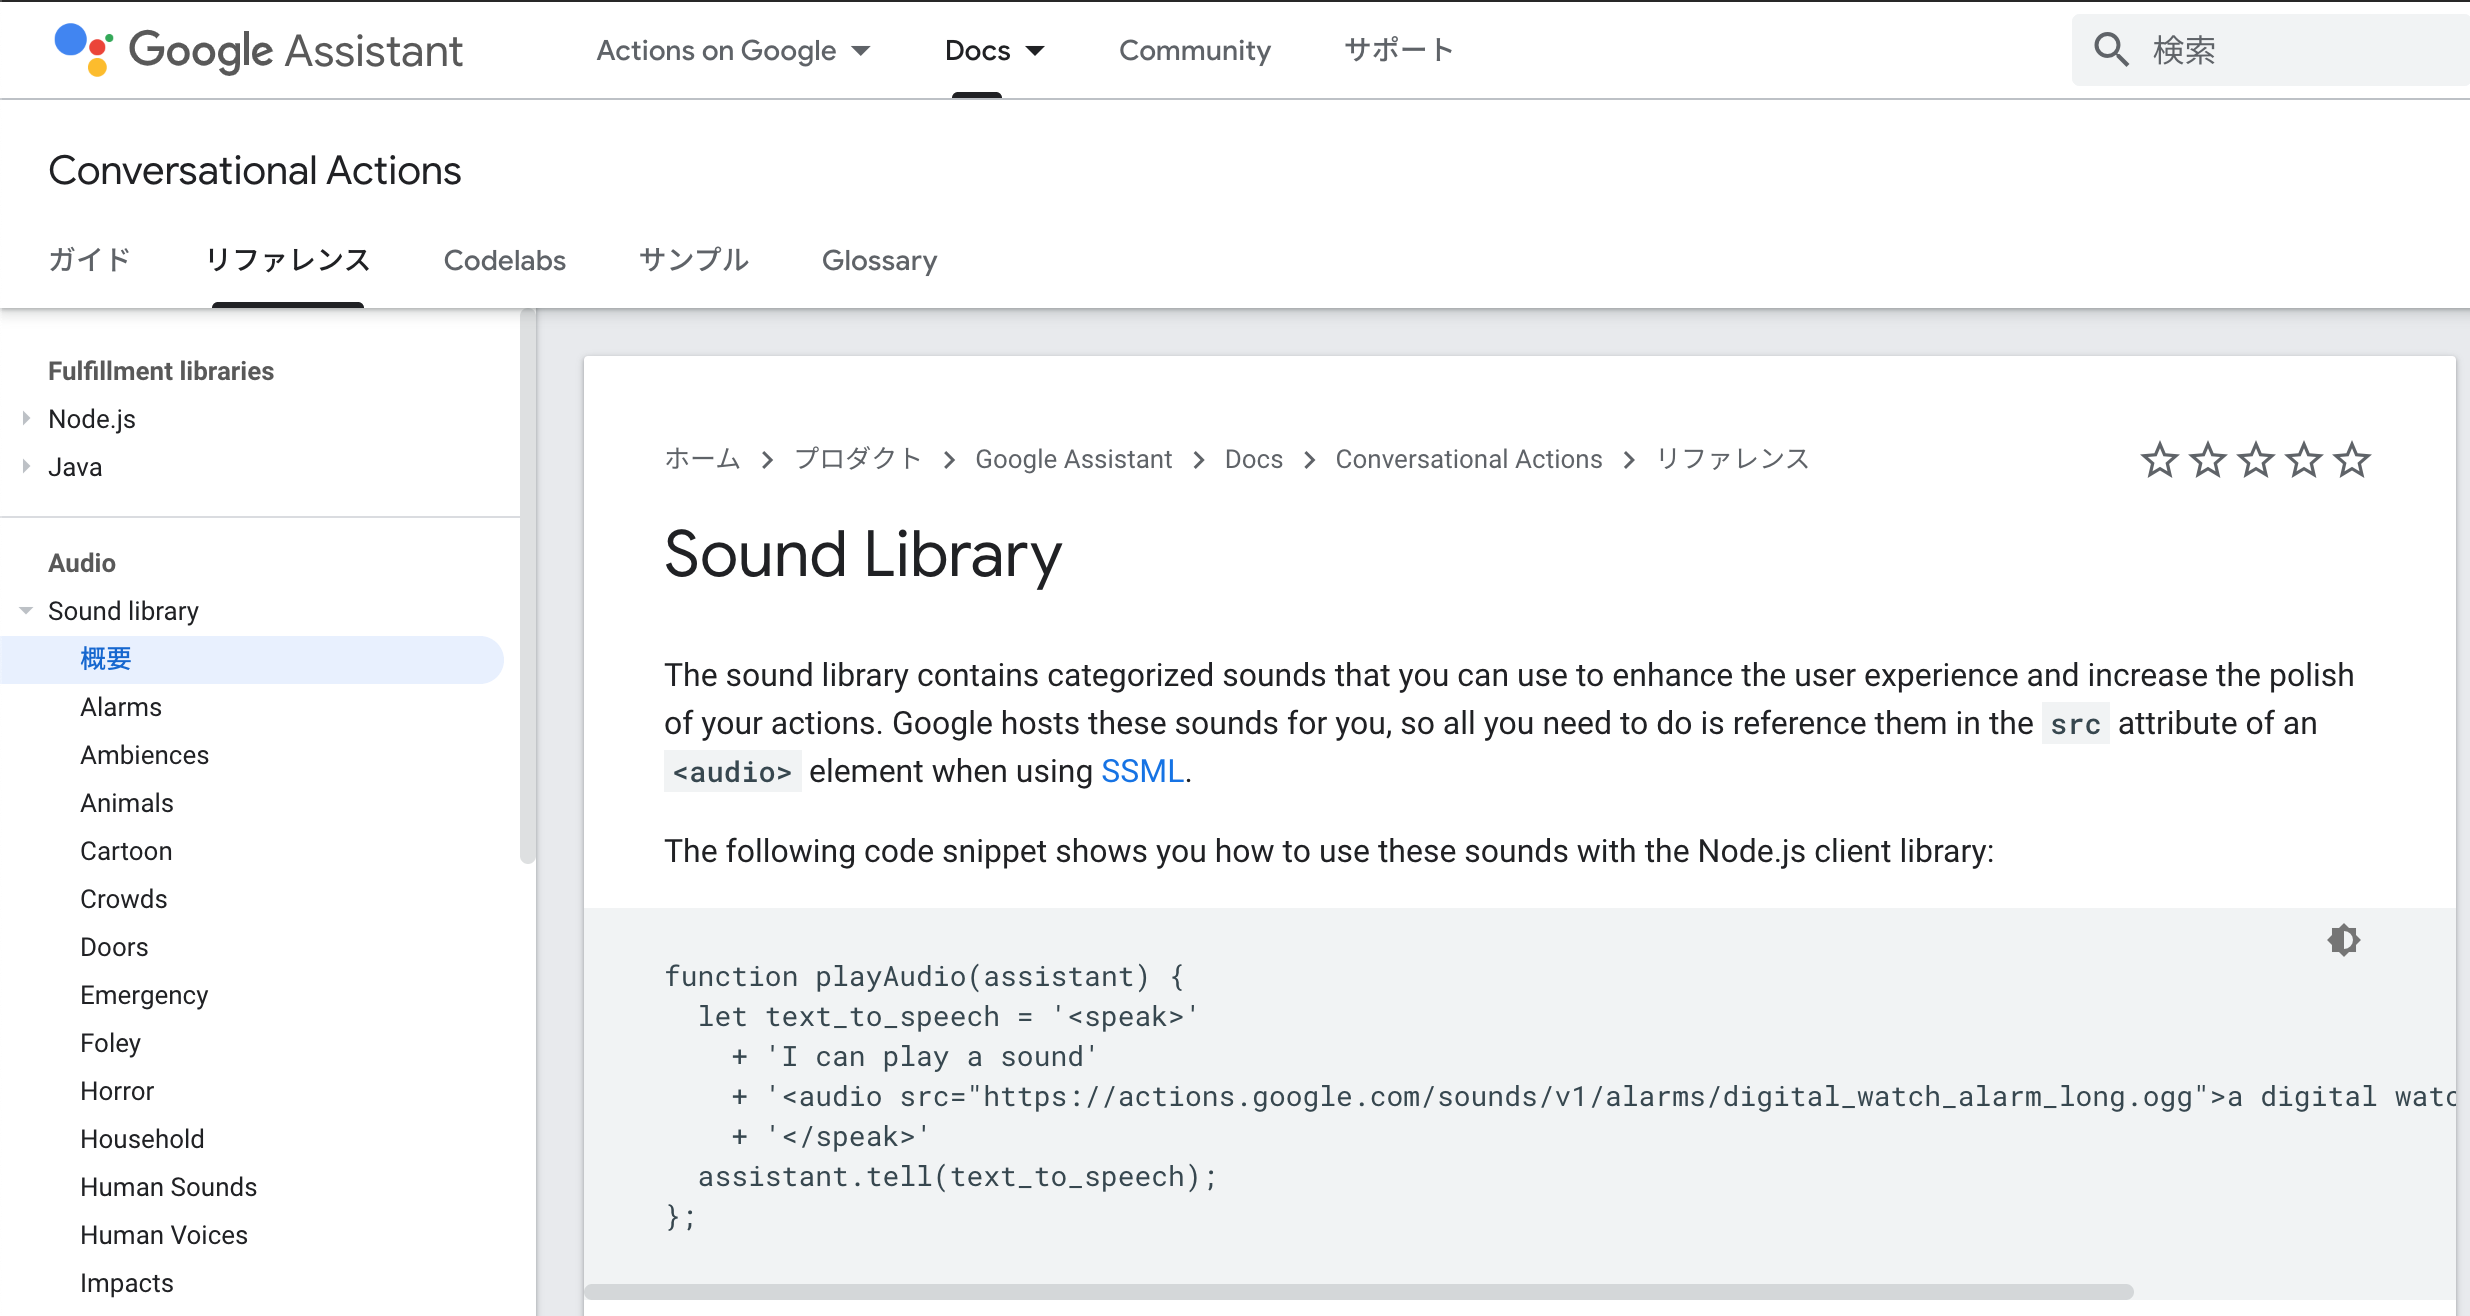 Google Assistant
Actions on Google
Docs
Community
サポート
検索
Conversational Actions
ガイド
リファレンス
Codelabs
サンプル
Glossary
Fulfillment libraries
Node.js
Java
Audio
Sound library
概要
Alarms
Ambiences
Animals
Cartoon
Crowds
Doors
Emergency
Foley
Horror
Household
Human Sounds
Human Voices
Impacts
ホーム > プロダクト > Google Assistant > Docs > Conversational Actions > リファレンス
Sound Library
The sound library contains categorized sounds that you can use to enhance the user experience and increase the polish
of your actions. Google hosts these sounds for you, so all you need to do is reference them in the src attribute of an
<audio> element when using SSML.
The following code snippet shows you how to use these sounds with the Node.js client library:
function playAudio(assistant) {
  let text_to_speech = '<speak>'
    + 'I can play a sound'
    + '<audio src="https://actions.google.com/sounds/v1/alarms/digital_watch_alarm_long.ogg">a digital watc
    + '</speak>'
  assistant.tell(text_to_speech);
};